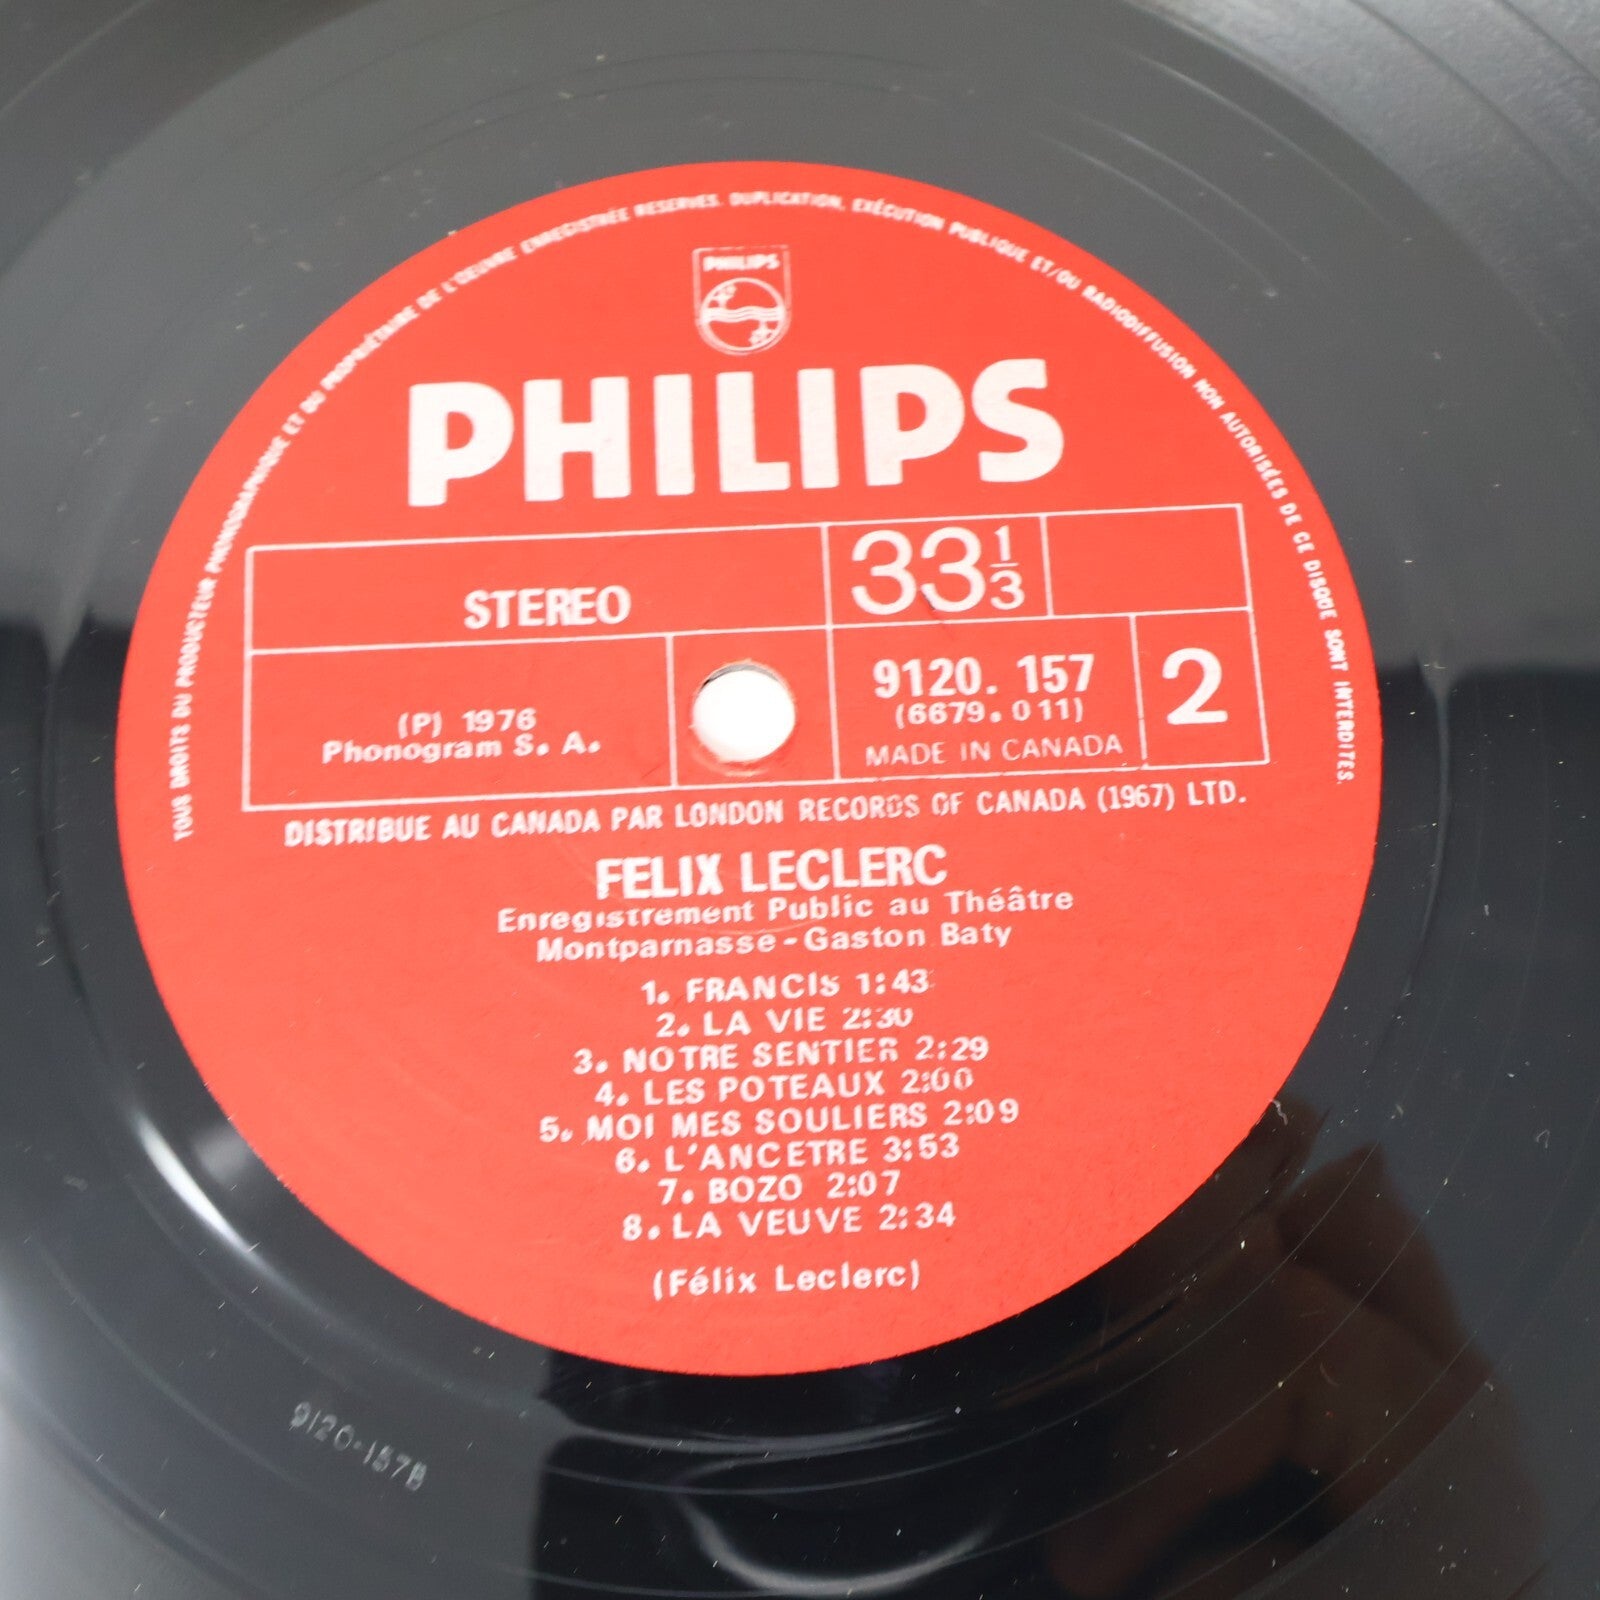 TOUS DROITS DU PRODUCTEUR PHONOGRAPHIQUE ET DU PROPRIÉTAIRE DE L'OEUVRE ENREGISTRÉE RESERVES. DUPLICATION, EXÉCUTION PUBLIQUE ET/OU RADIODIFFUSION NON AUTORISÉES DE CE DISQUE SONT INTERDITES.
PHILIPS
PHILIPS
STEREO
33 1/3
(P) 1976
Phonogram S. A.
9120. 157
(6679.011)
MADE IN CANADA
2
DISTRIBUE AU CANADA PAR LONDON RECORDS OF CANADA (1967) LTD.
FELIX LECLERC
Enregistrement Public au Théâtre
Montparnasse - Gaston Baty
1. FRANCIS 1:43
2. LA VIE 2:30
3. NOTRE SENTIER 2:29
4. LES POTEAUX 2:00
5. MOI MES SOULIERS 2:09
6. L'ANCETRE 3:53
7. BOZO 2:07
8. LA VEUVE 2:34
(Félix Leclerc)
9120-157B